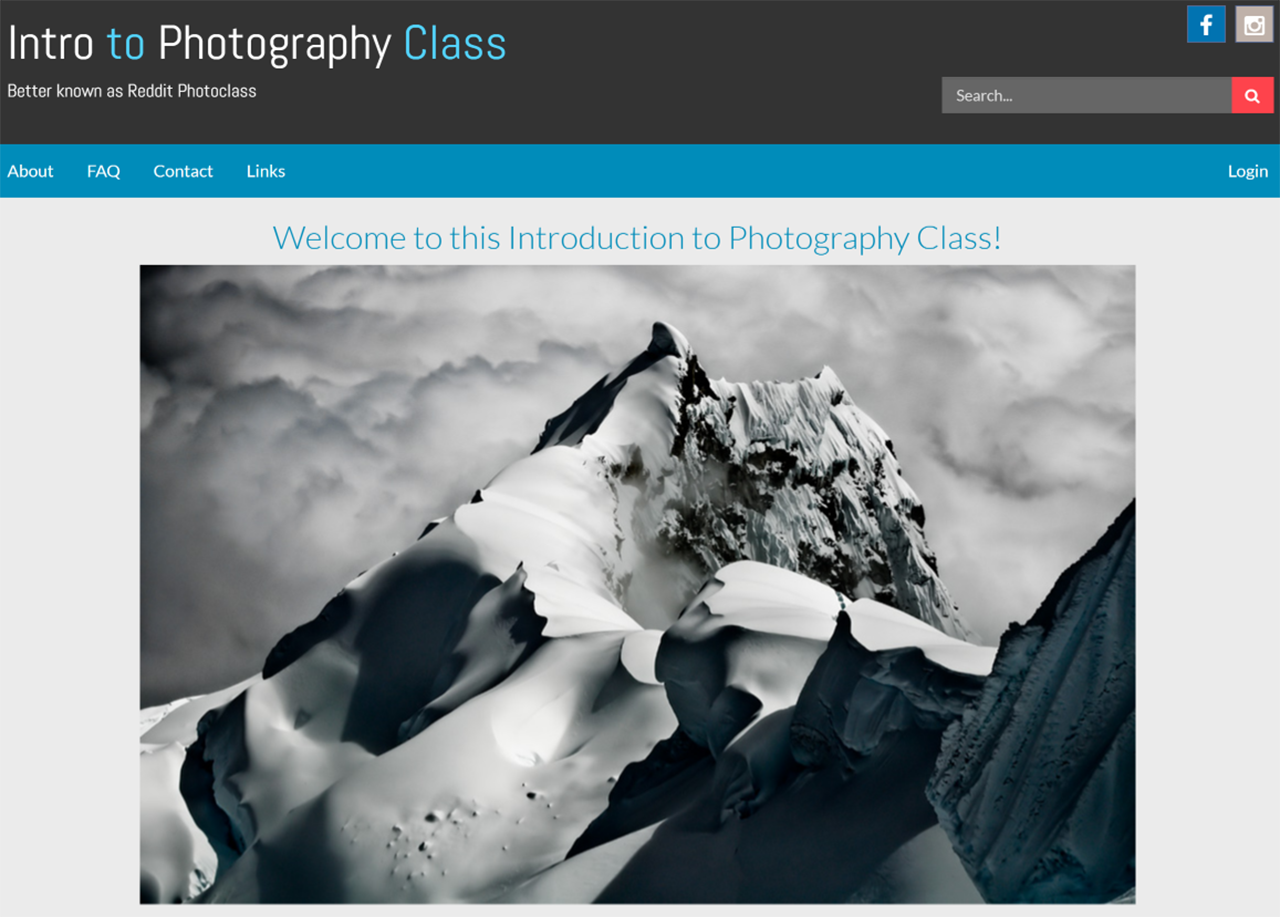 Intro to Photography Class
Better known as Reddit Photoclass
Search...
About FAQ Contact Links Login
Welcome to this Introduction to Photography Class!